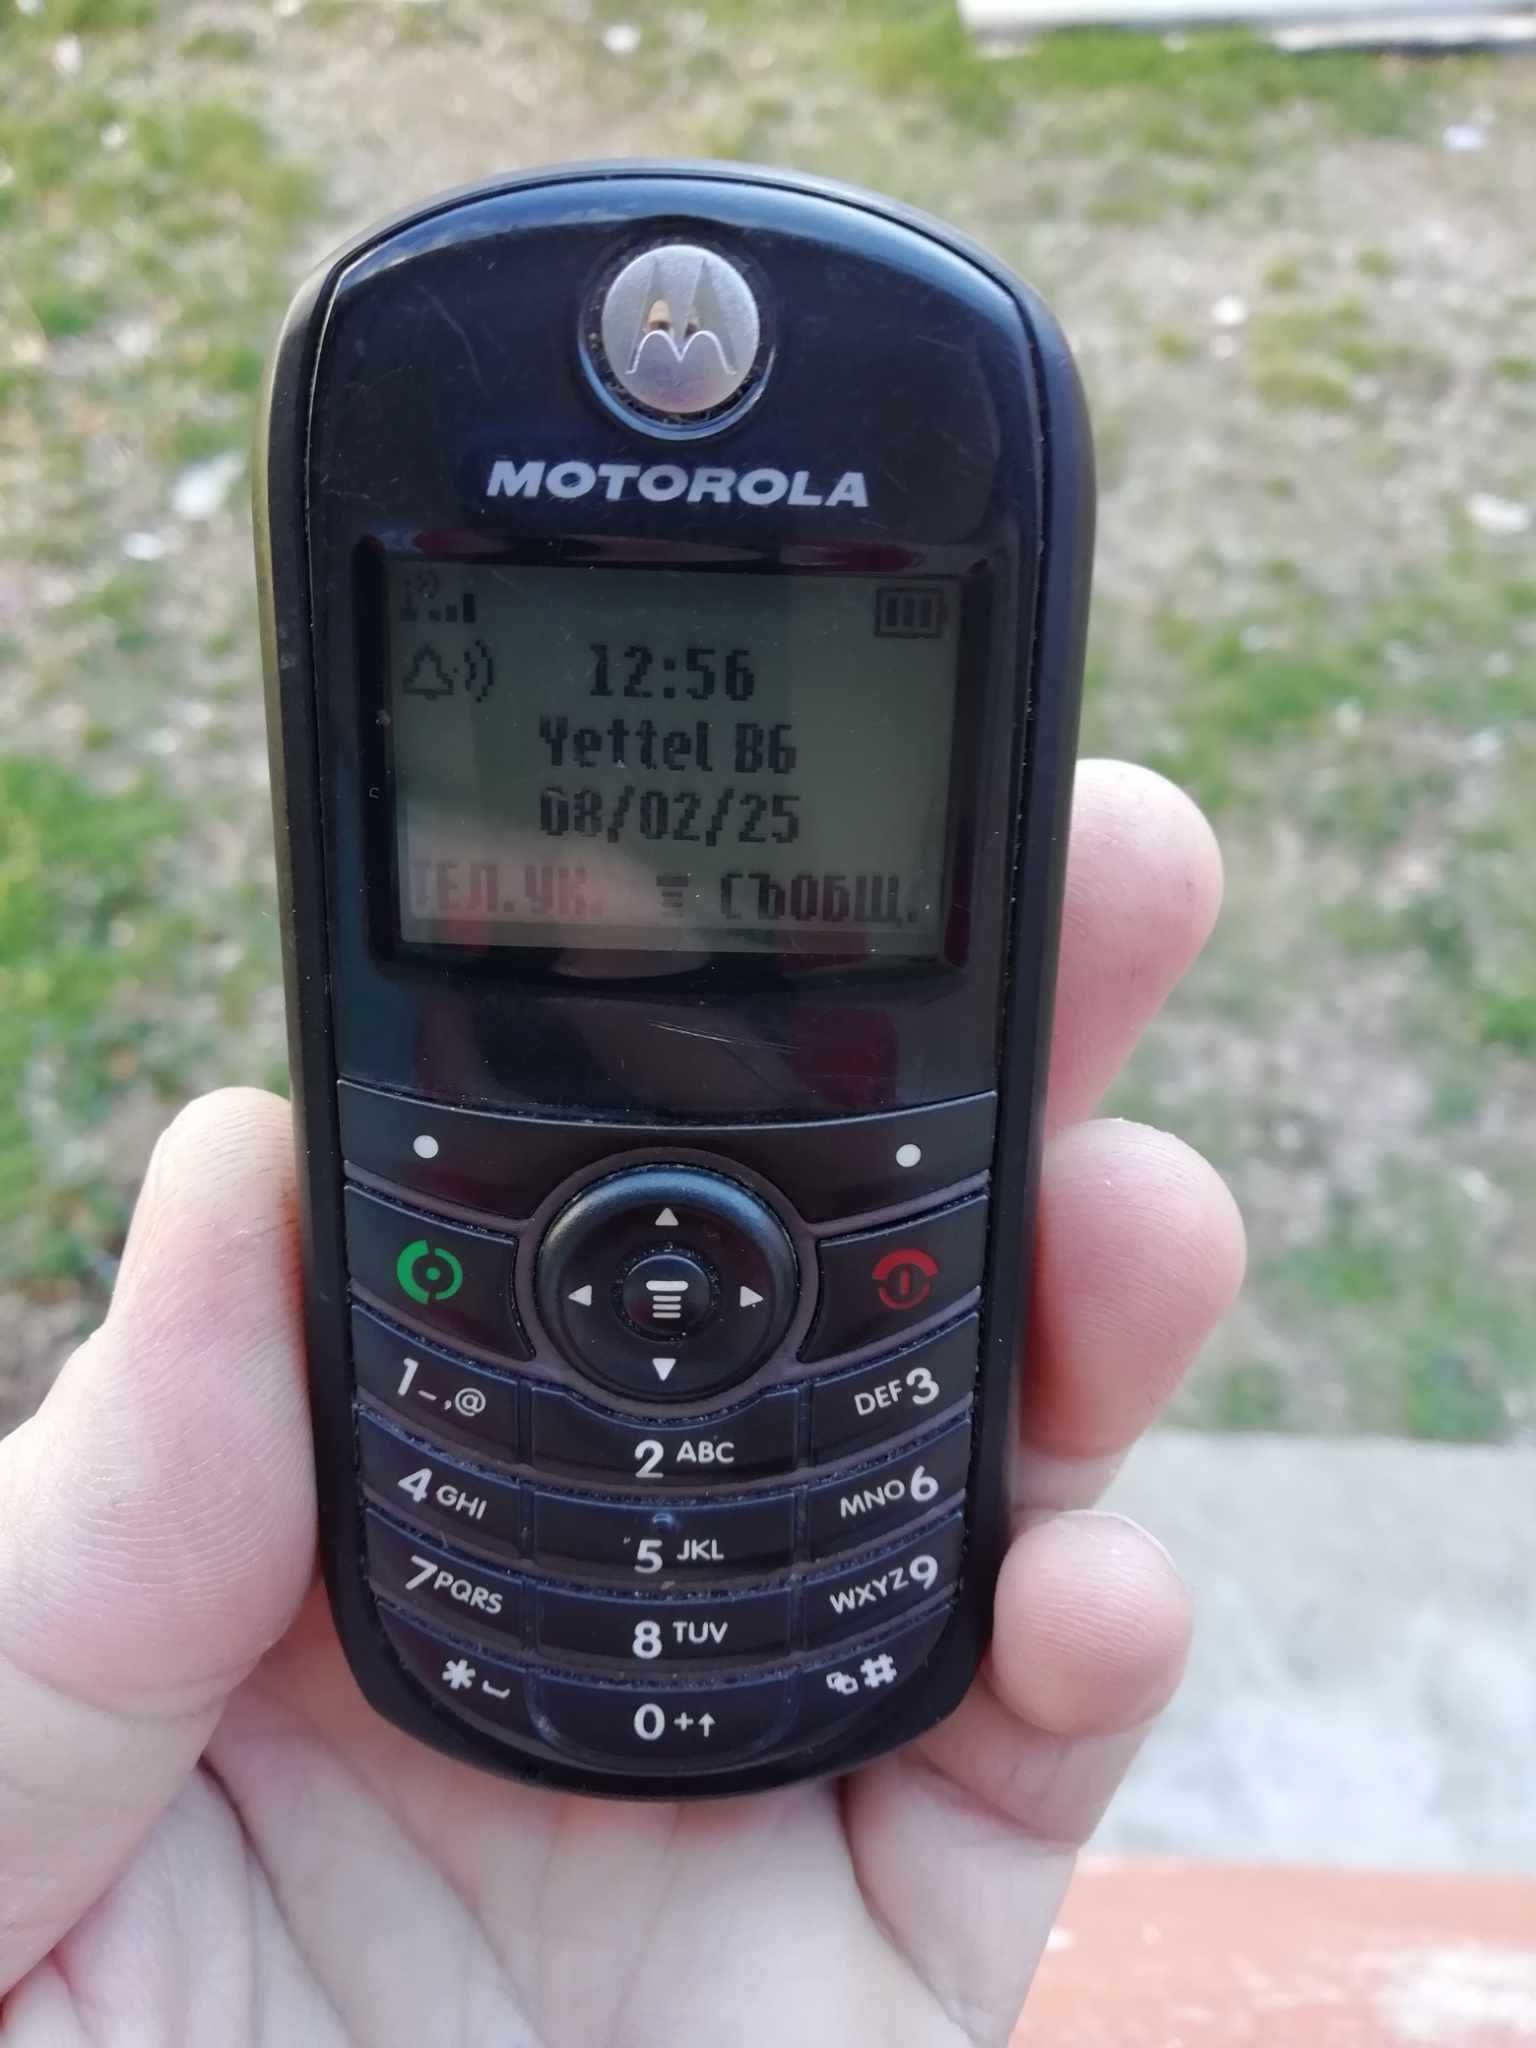 MOTOROLA
12:56
Yettel BG
08/02/25
ТЕЛ.УК. СЪОБЩ.
1 _ , @
2 ABC
DEF 3
4 GHI
5 JKL
MNO 6
7 PQRS
8 TUV
WXYZ 9
*
0 +
#